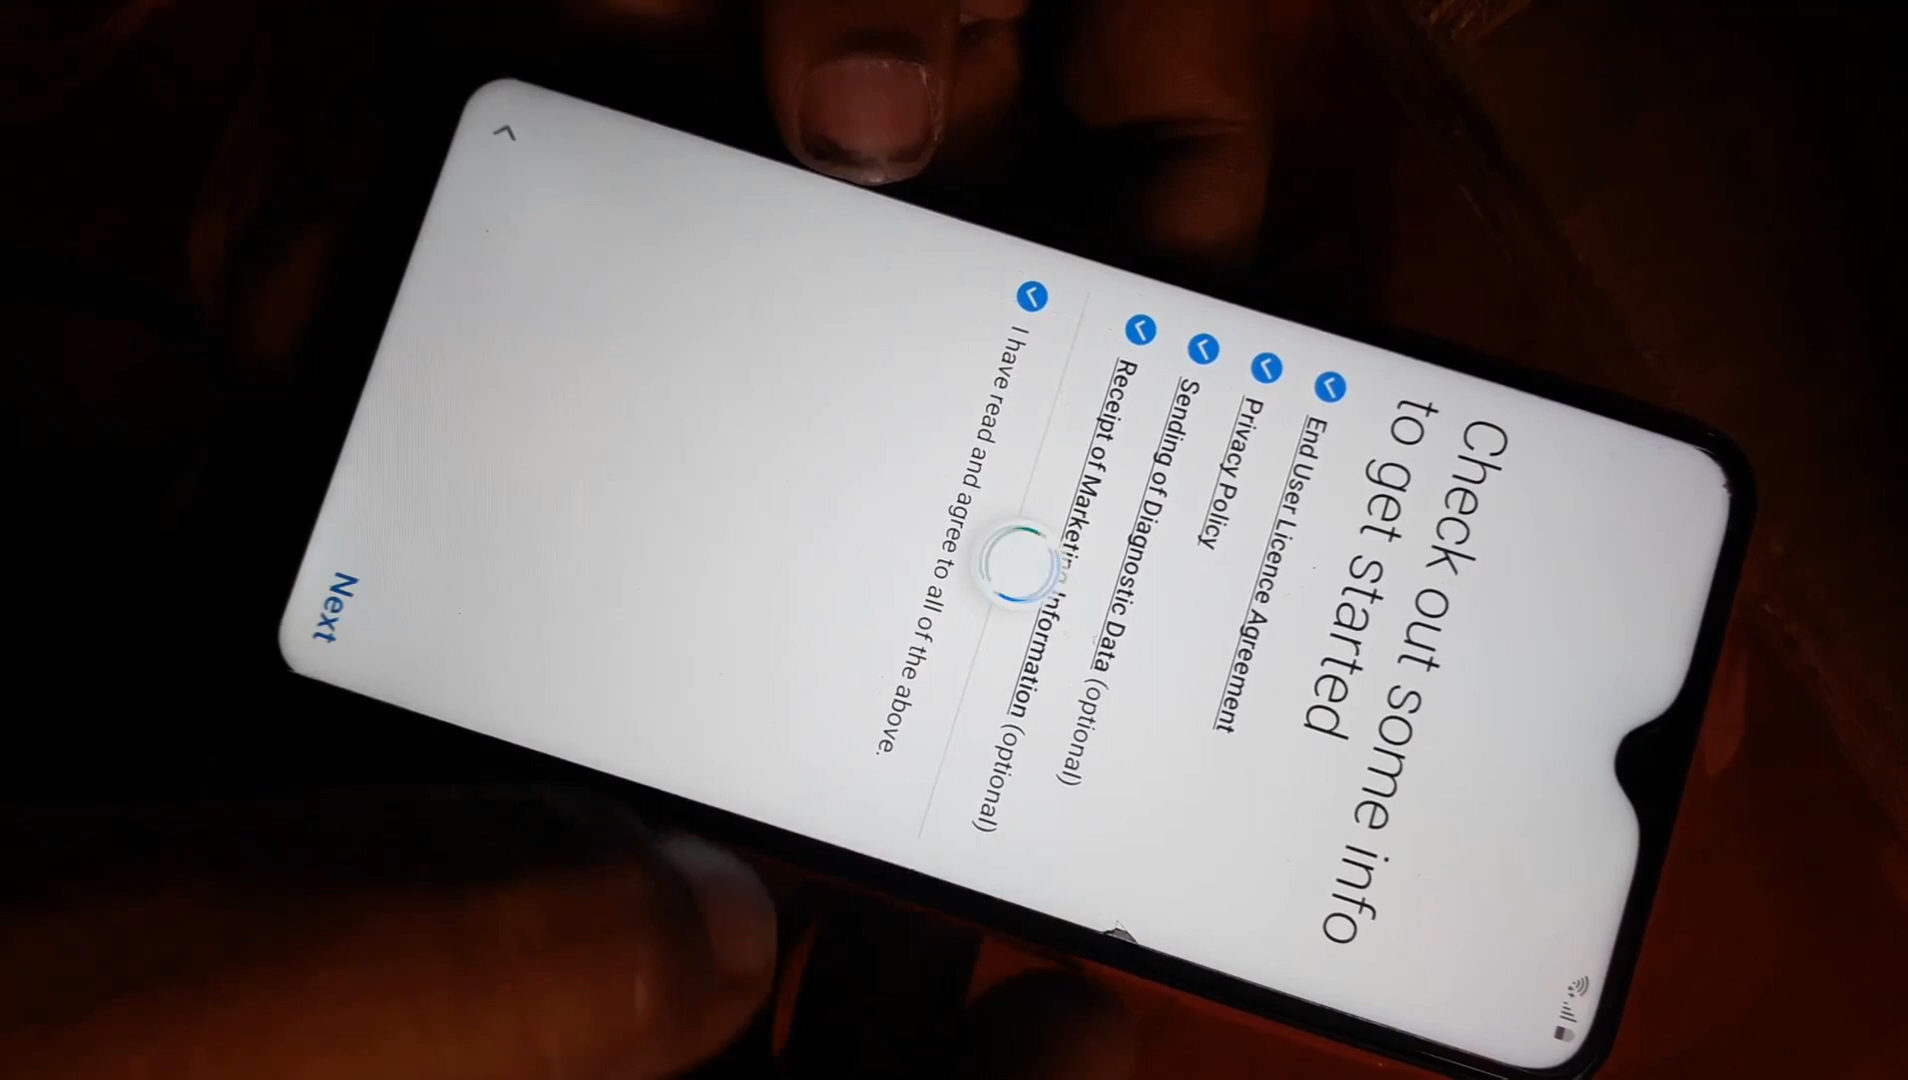 Check out some info
to get started
End User Licence Agreement
Privacy Policy
Sending of Diagnostic Data (optional)
Receipt of Marketing Information (optional)
I have read and agree to all of the above.
Next